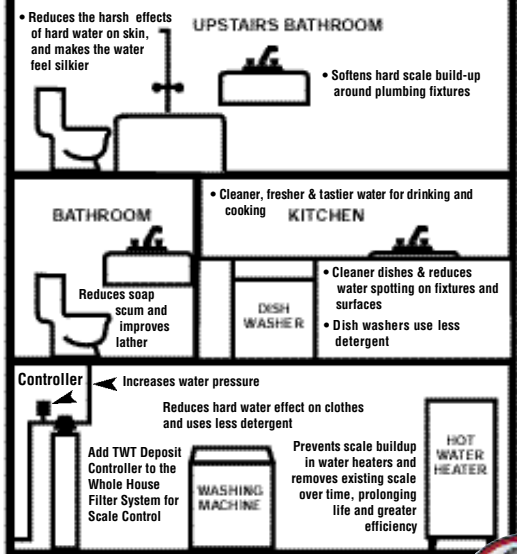 • Reduces the harsh effects
of hard water on skin,
and makes the water
feel silkier
UPSTAIRS BATHROOM
• Softens hard scale build-up
around plumbing fixtures
BATHROOM
Reduces soap
scum and
improves
lather
• Cleaner, fresher & tastier water for drinking and
cooking
KITCHEN
DISH
WASHER
• Cleaner dishes & reduces
water spotting on fixtures and
surfaces
• Dish washers use less
detergent
Controller
Increases water pressure
Reduces hard water effect on clothes
and uses less detergent
Add TWT Deposit
Controller to the
Whole House
Filter System for
Scale Control
WASHING
MACHINE
Prevents scale buildup
in water heaters and
removes existing scale
over time, prolonging
life and greater
efficiency
HOT
WATER
HEATER